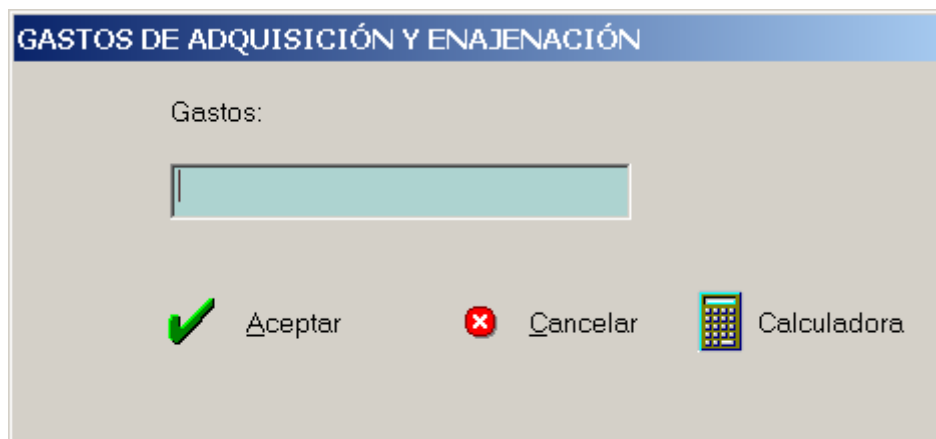 GASTOS DE ADQUISICIÓN Y ENAJENACIÓN
Gastos:
Aceptar Cancelar Calculadora